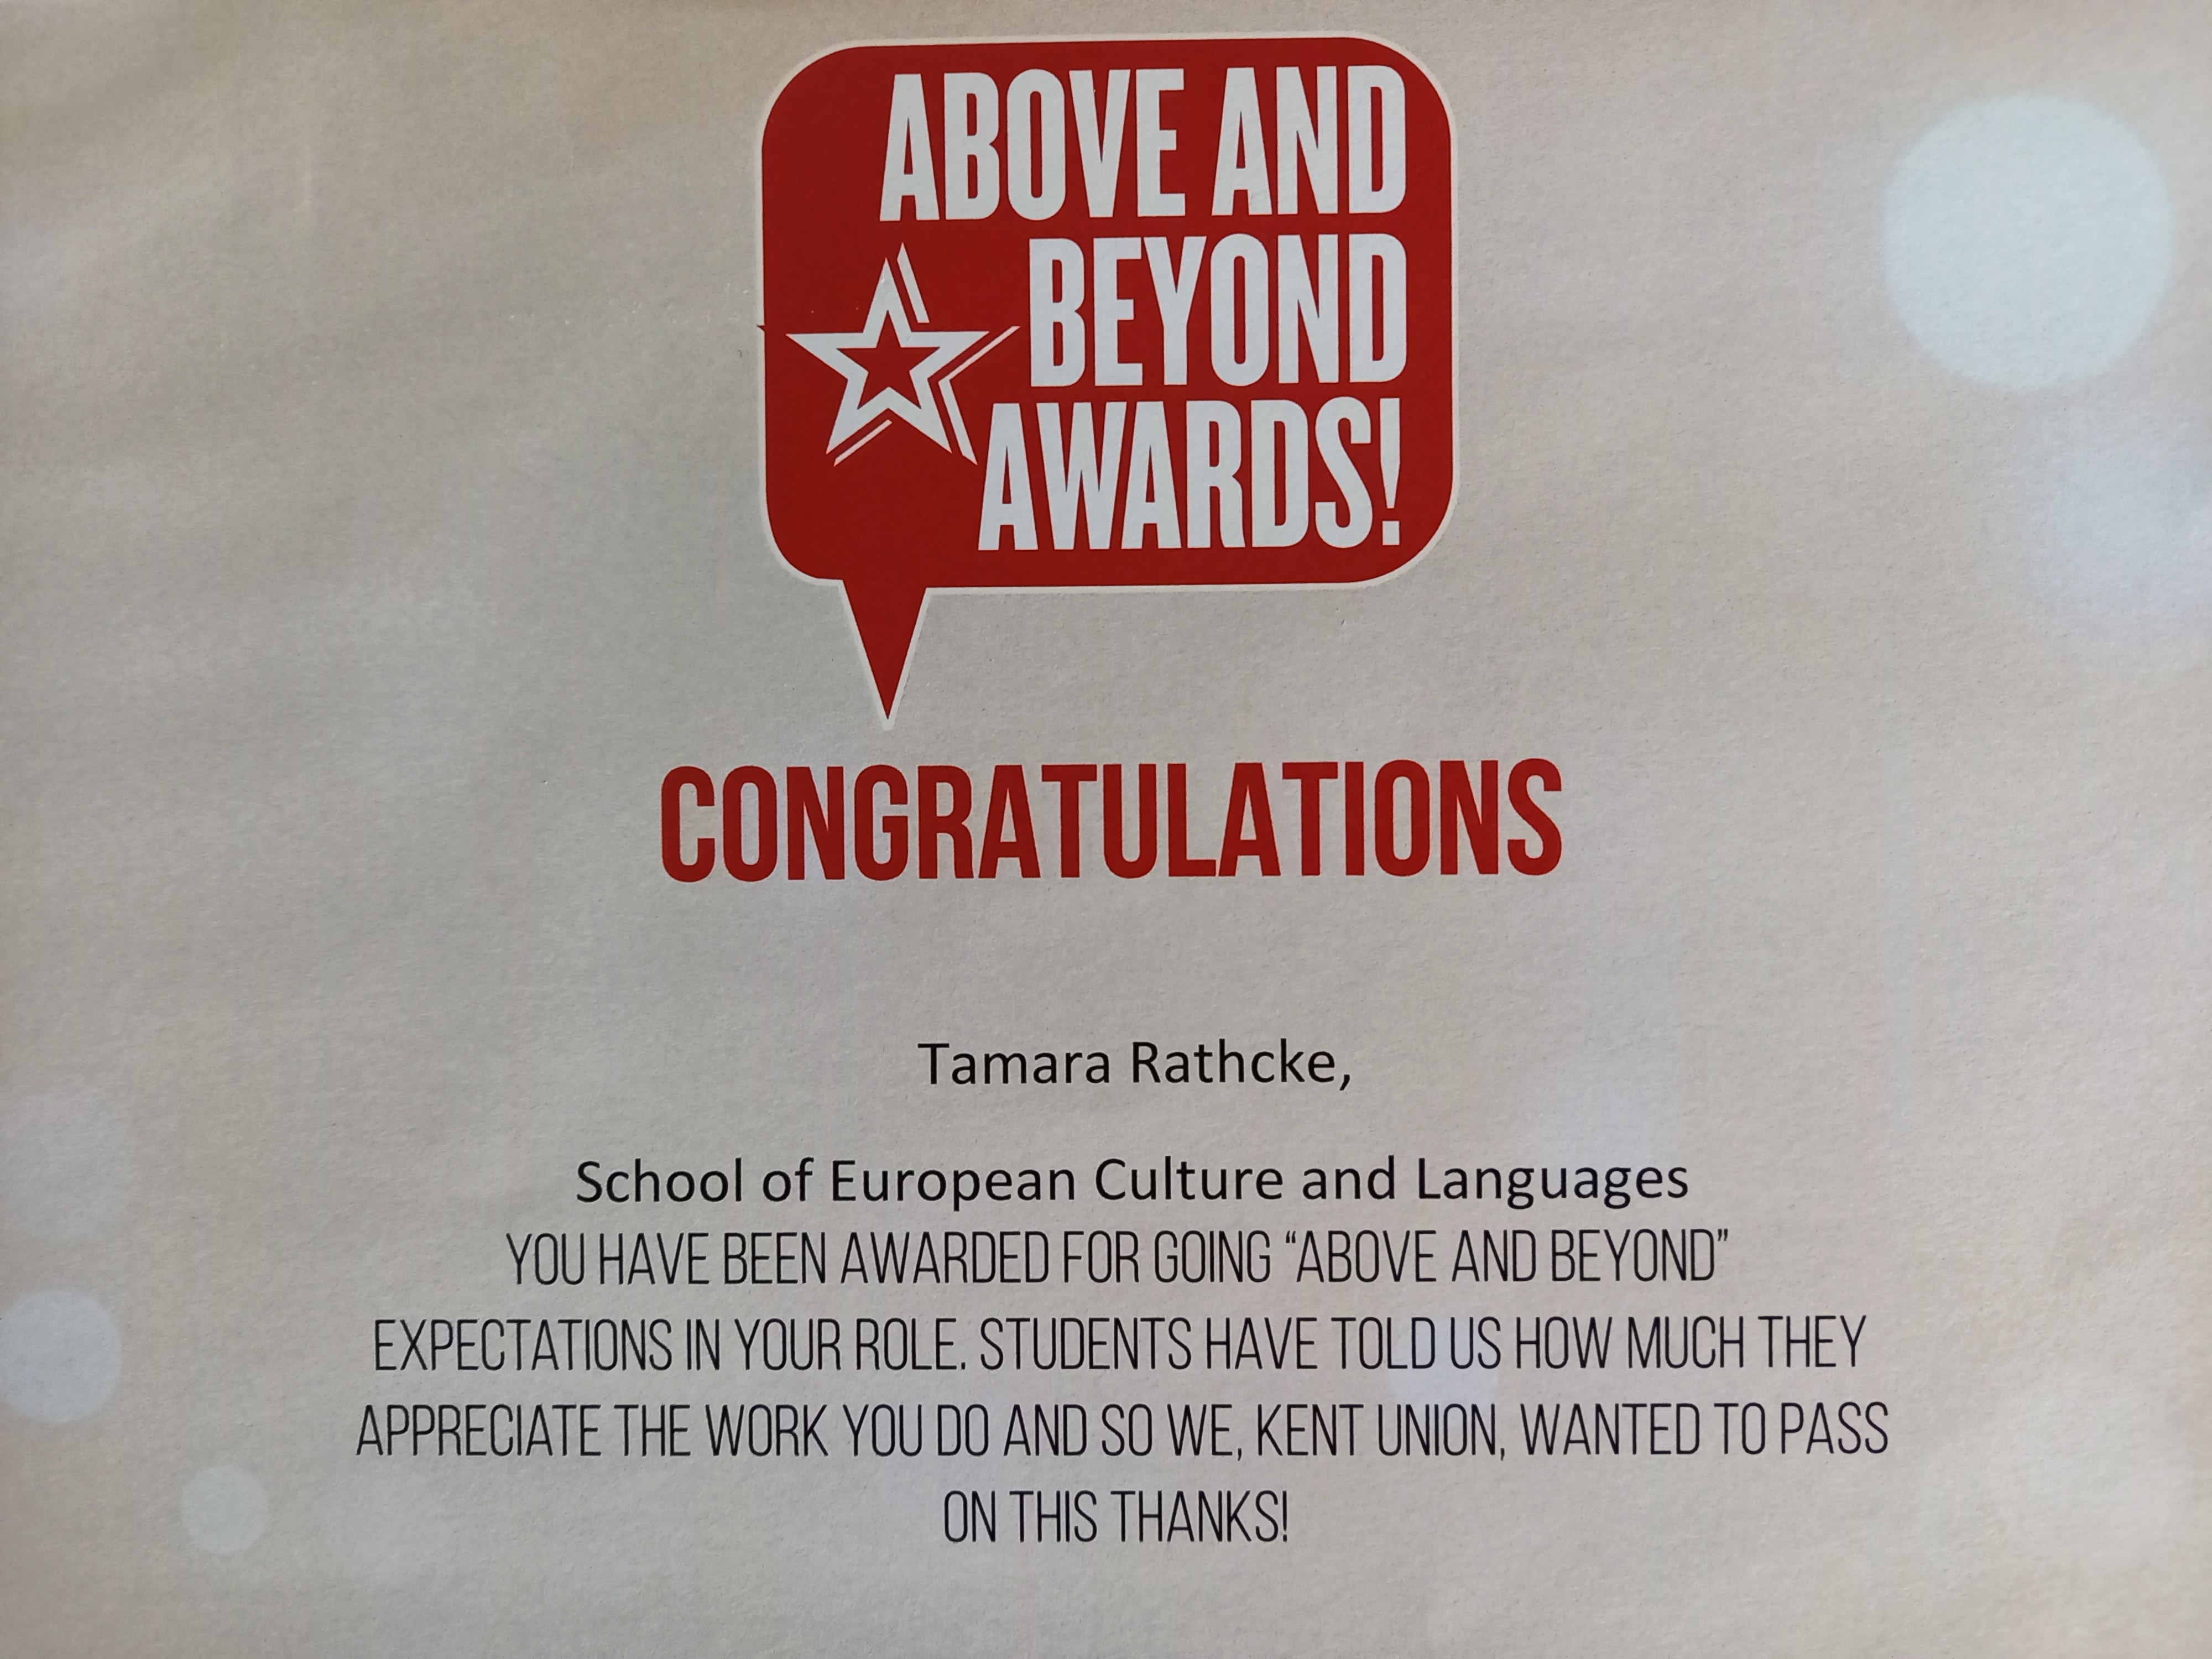 ABOVE AND
BEYOND
AWARDS!
CONGRATULATIONS
Tamara Rathcke,
School of European Culture and Languages
YOU HAVE BEEN AWARDED FOR GOING “ABOVE AND BEYOND”
EXPECTATIONS IN YOUR ROLE. STUDENTS HAVE TOLD US HOW MUCH THEY
APPRECIATE THE WORK YOU DO AND SO WE, KENT UNION, WANTED TO PASS
ON THIS THANKS!